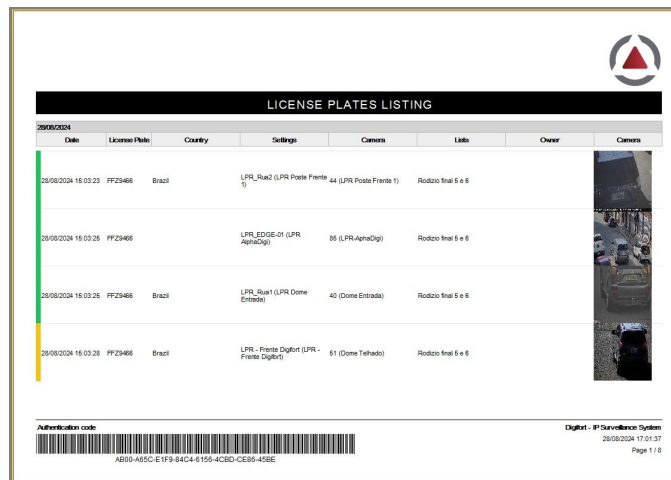 LICENSE PLATES LISTING
28/08/2024
Date License Plate Country Settings Camera Lists Owner Camera
28/08/2024 15:03:23 FFZ9466 Brazil LPR_Rua2 (LPR Poste Frente 1) 44 (LPR Poste Frente 1) Rodizio final 5 e 6
28/08/2024 15:03:25 FFZ9466 LPR_EDGE-01 (LPR AlphaDigi) 85 (LPR-AphaDigi) Rodizio final 5 e 6
28/08/2024 15:03:25 FFZ9466 Brazil LPR_Rua1 (LPR Dome Entrada) 40 (Dome Entrada) Rodizio final 5 e 6
28/08/2024 15:03:28 FFZ9466 Brazil LPR - Frente Digifort (LPR - Frente Digifort) 51 (Dome Telhado) Rodizio final 5 e 6
Authentication code
AB00-A65C-E1F9-84C4-6156-4CBD-CE86-45BE
Digifort - IP Surveillance System
28/08/2024 17:01:37
Page 1 / 8